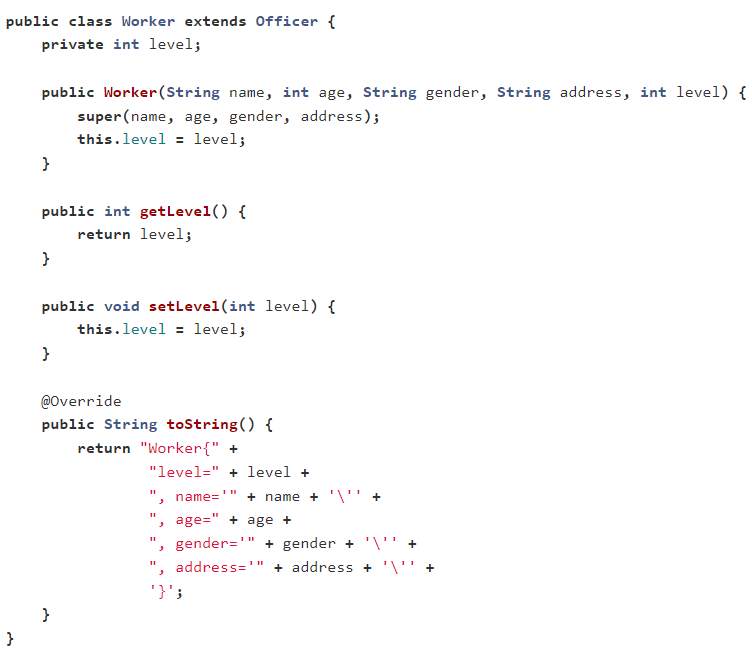 public class Worker extends Officer {
    private int level;

    public Worker(String name, int age, String gender, String address, int level) {
        super(name, age, gender, address);
        this.level = level;
    }

    public int getLevel() {
        return level;
    }

    public void setLevel(int level) {
        this.level = level;
    }

    @Override
    public String toString() {
        return "Worker{" +
                "level=" + level +
                ", name='" + name + '\'' +
                ", age=" + age +
                ", gender='" + gender + '\'' +
                ", address='" + address + '\'' +
                '}';
    }
}